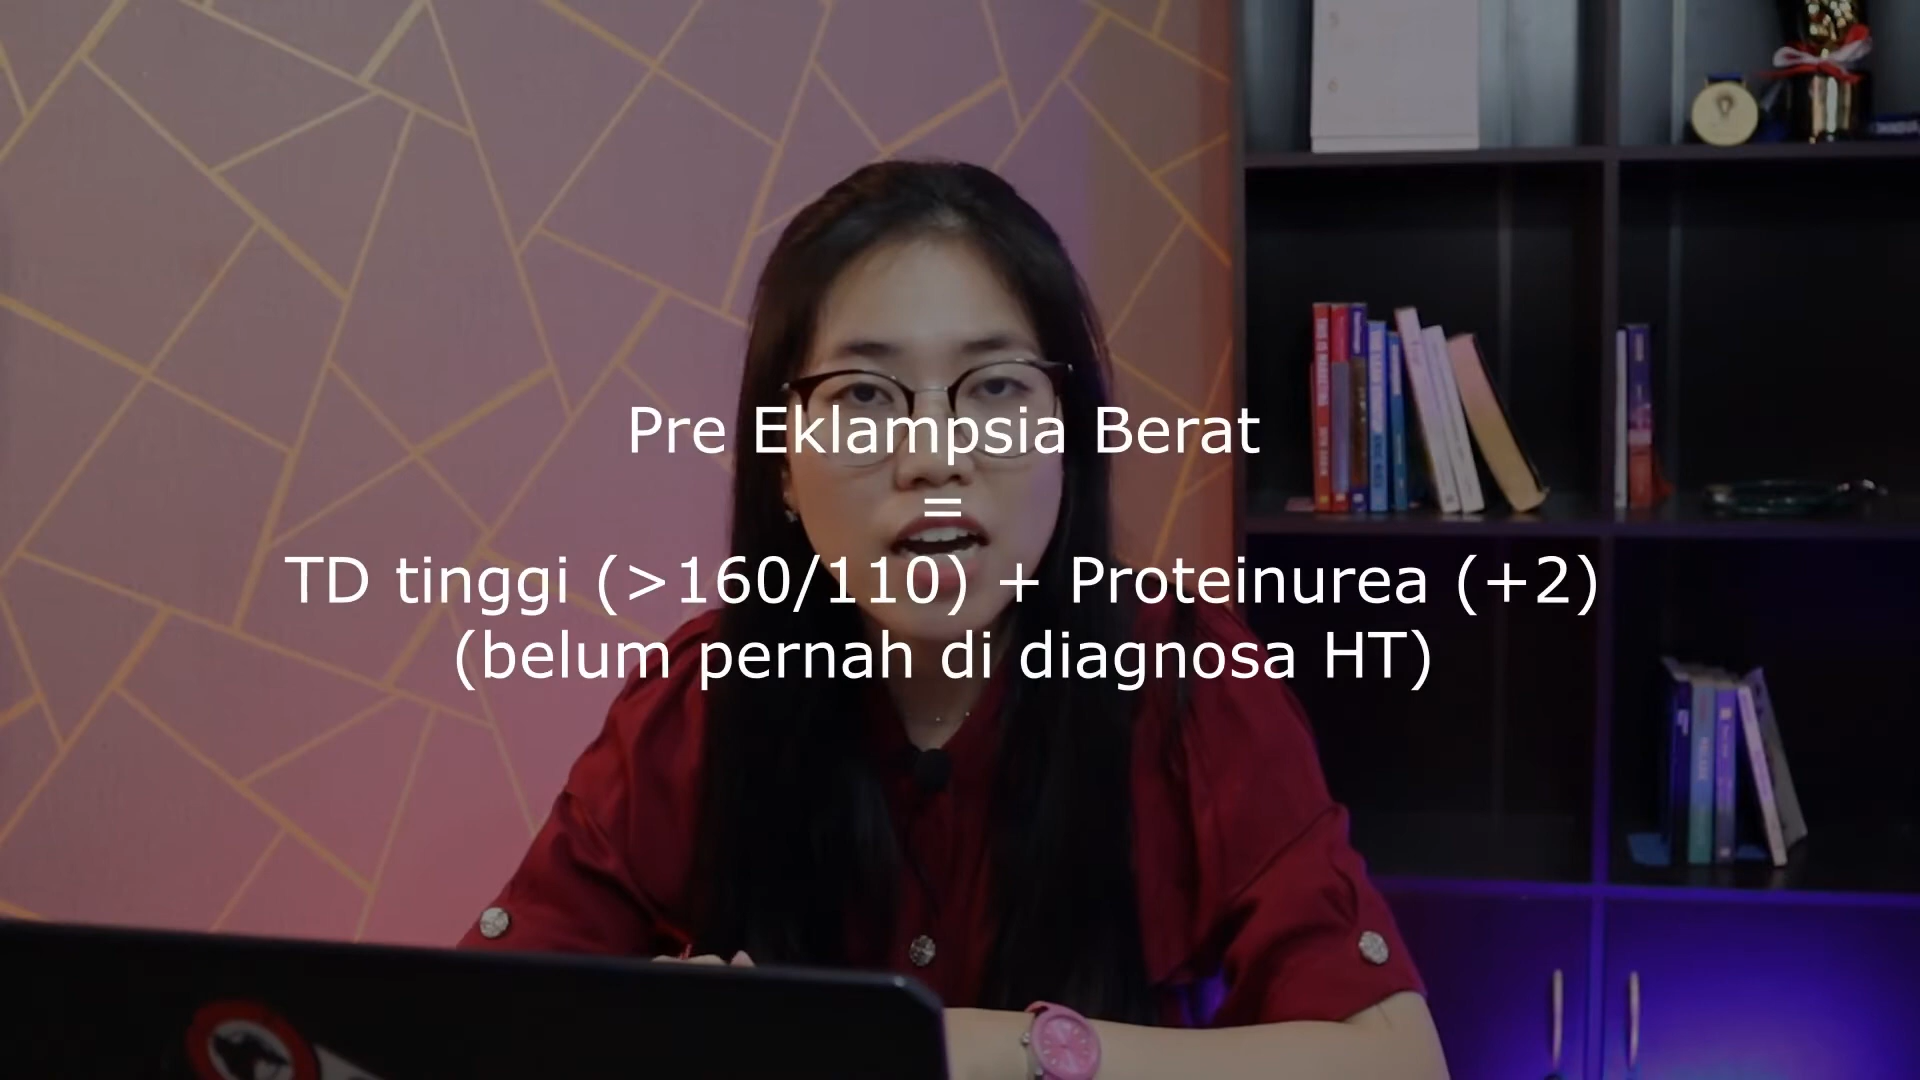 Pre Eklampsia Berat
=
TD tinggi (>160/110) + Proteinurea (+2)
(belum pernah di diagnosa HT)